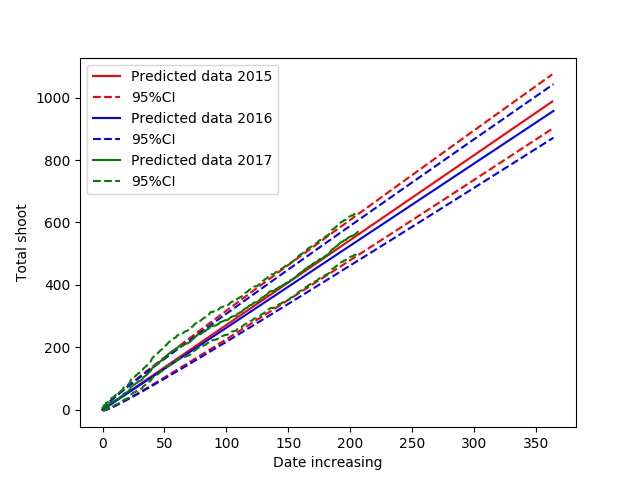 Predicted data 2015
95%CI
Predicted data 2016
95%CI
Predicted data 2017
95%CI
1000
800
600
400
200
0
Total shoot
0 50 100 150 200 250 300 350
Date increasing